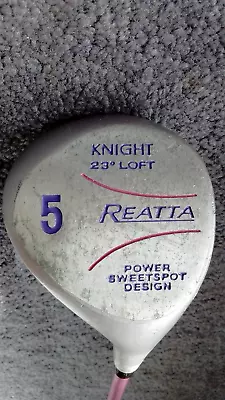 KNIGHT
23° LOFT
5
REATTA
POWER
SWEETSPOT
DESIGN